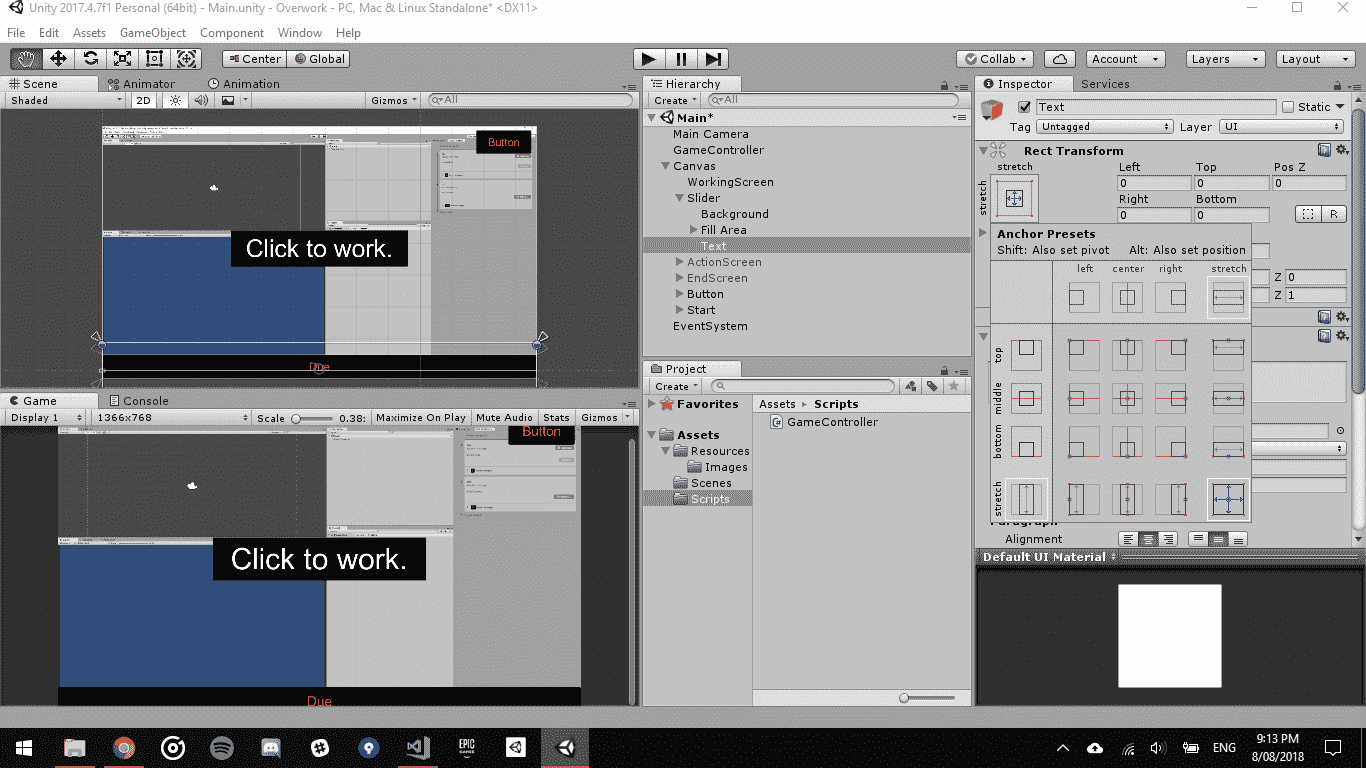 Unity 2017.4.7f1 Personal (64bit) - Main.unity - Overwork - PC, Mac & Linux Standalone* <DX11>
File Edit Assets GameObject Component Window Help
Center Global Collab Account Layers Layout
Scene Animator Animation
Shaded 2D Gizmos All
Button
Click to work.
Due
Game Console
Display 1 1366x768 Scale 0.38: Maximize On Play Mute Audio Stats Gizmos
Button
Click to work.
Due
Hierarchy
Create All
Main*
Main Camera
GameController
Canvas
WorkingScreen
Slider
Background
Fill Area
Text
ActionScreen
EndScreen
Button
Start
EventSystem
Project
Create
Favorites
Assets
Resources
Images
Scenes
Scripts
Assets Scripts
GameController
Inspector Services
Text Static
Tag Untagged Layer UI
Rect Transform
stretch Left Top Pos Z
stretch 0 0 0
Right Bottom
0 0 R
Anchor Presets
Shift: Also set pivot Alt: Also set position
left center right stretch
Z 0
Z 1
top
middle
bottom
stretch
Paragraph
Alignment
Default UI Material
EPIC GAMES
ENG
9:13 PM
8/08/2018